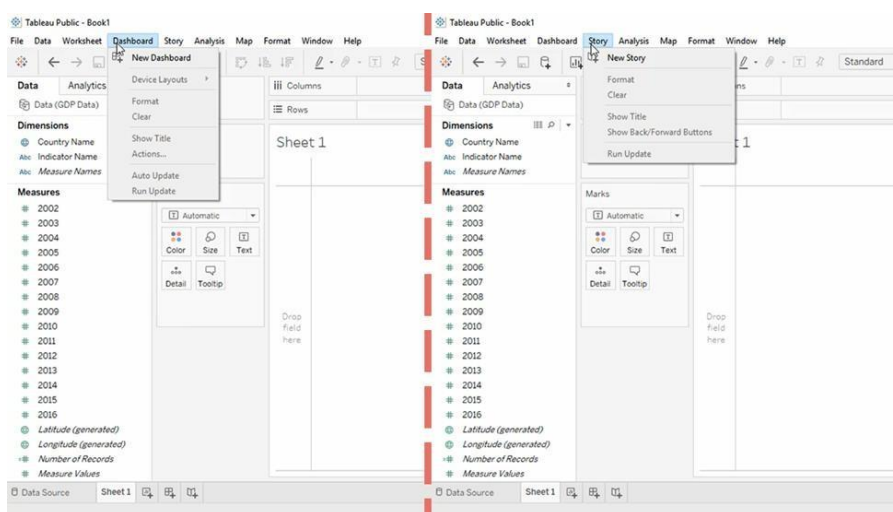 Tableau Public - Book1
File Data Worksheet Dashboard Story Analysis Map Format Window Help
New Dashboard
Device Layouts
Format
Clear
Show Title
Actions...
Auto Update
Run Update
Data Analytics
Data (GDP Data)
Dimensions
Country Name
Abc Indicator Name
Abc Measure Names
Measures
# 2002
# 2003
# 2004
# 2005
# 2006
# 2007
# 2008
# 2009
# 2010
# 2011
# 2012
# 2013
# 2014
# 2015
# 2016
Latitude (generated)
Longitude (generated)
=# Number of Records
# Measure Values
T Automatic
Color Size Text
Detail Tooltip
iii Columns
Rows
Sheet 1
Drop
field
here
Data Source Sheet 1
Tableau Public - Book1
File Data Worksheet Dashboard Story Analysis Map Format Window Help
Standard
New Story
Format
Clear
Show Title
Show Back/Forward Buttons
Run Update
Data Analytics
Data (GDP Data)
Dimensions
Country Name
Abc Indicator Name
Abc Measure Names
Measures
# 2002
# 2003
# 2004
# 2005
# 2006
# 2007
# 2008
# 2009
# 2010
# 2011
# 2012
# 2013
# 2014
# 2015
# 2016
Latitude (generated)
Longitude (generated)
=# Number of Records
# Measure Values
Marks
T Automatic
Color Size Text
Detail Tooltip
ns
t 1
Drop
field
here
Data Source Sheet 1